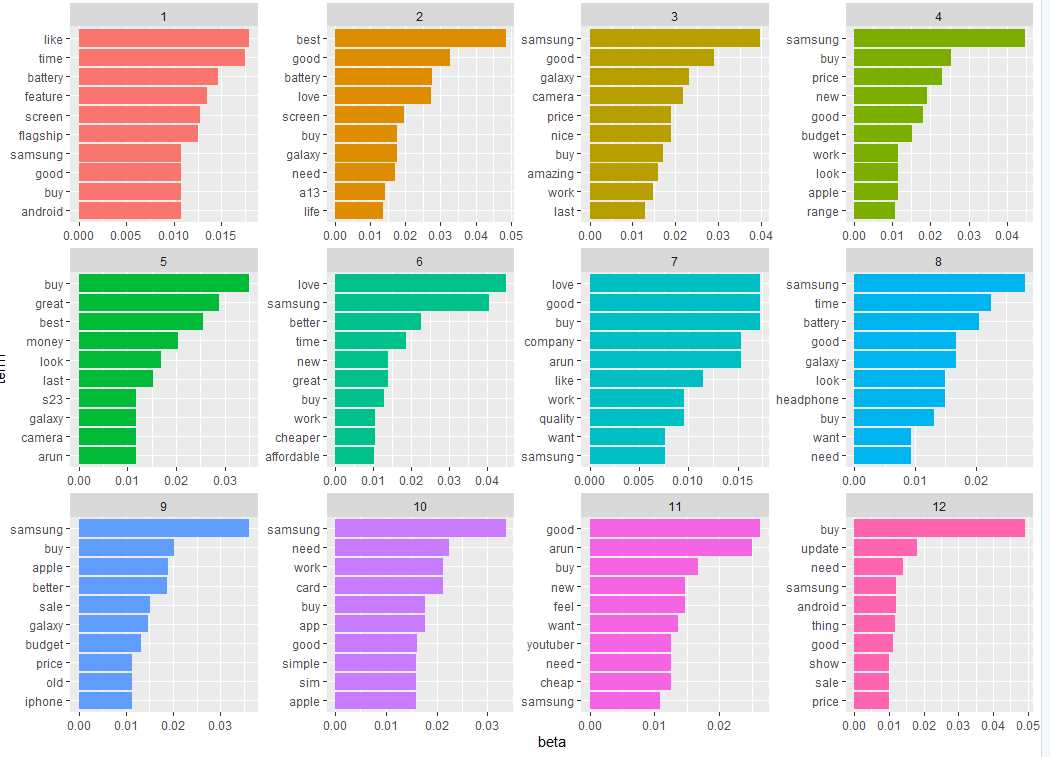 1
like
time
battery
feature
screen
flagship
samsung
good
buy
android
0.000 0.005 0.010 0.015
2
best
good
battery
love
screen
buy
galaxy
need
a13
life
0.00 0.01 0.02 0.03 0.04 0.05
3
samsung
good
galaxy
camera
price
nice
buy
amazing
work
last
0.00 0.01 0.02 0.03 0.04
4
samsung
buy
price
new
good
budget
work
look
apple
range
0.00 0.01 0.02 0.03 0.04
5
buy
great
best
money
look
last
s23
galaxy
camera
arun
0.00 0.01 0.02 0.03
6
love
samsung
better
time
new
great
buy
work
cheaper
affordable
0.00 0.01 0.02 0.03 0.04
7
love
good
buy
company
arun
like
work
quality
want
samsung
0.000 0.005 0.010 0.015
8
samsung
time
battery
good
galaxy
look
headphone
buy
want
need
0.00 0.01 0.02
9
samsung
buy
apple
better
sale
galaxy
budget
price
old
iphone
0.00 0.01 0.02 0.03
10
samsung
need
work
card
buy
app
good
simple
sim
apple
0.00 0.01 0.02 0.03
11
good
arun
buy
new
feel
want
youtuber
need
cheap
samsung
0.00 0.01 0.02
12
buy
update
need
samsung
android
thing
good
show
sale
price
0.00 0.01 0.02 0.03 0.04 0.05
beta